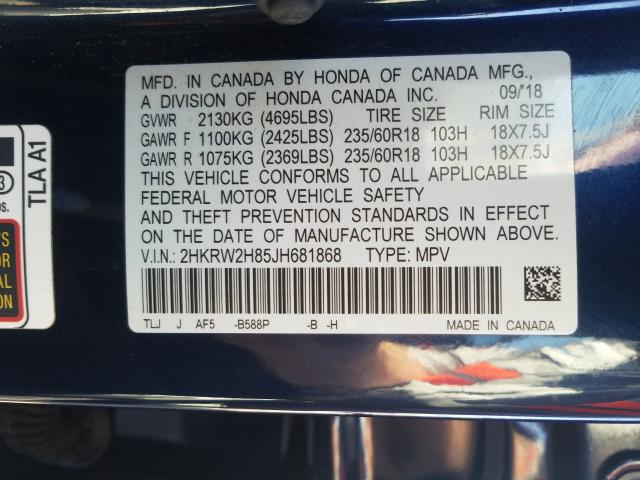 MFD. IN CANADA BY HONDA OF CANADA MFG.,
A DIVISION OF HONDA CANADA INC. 09/'18
GVWR 2130KG (4695LBS) TIRE SIZE RIM SIZE
GAWR F 1100KG (2425LBS) 235/60R18 103H 18X7.5J
GAWR R 1075KG (2369LBS) 235/60R18 103H 18X7.5J
THIS VEHICLE CONFORMS TO ALL APPLICABLE
FEDERAL MOTOR VEHICLE SAFETY
AND THEFT PREVENTION STANDARDS IN EFFECT
ON THE DATE OF MANUFACTURE SHOWN ABOVE.
V.I.N: 2HKRW2H85JH681868 TYPE: MPV
TLJ J AF5 -B588P -B -H MADE IN CANADA
TLA A1